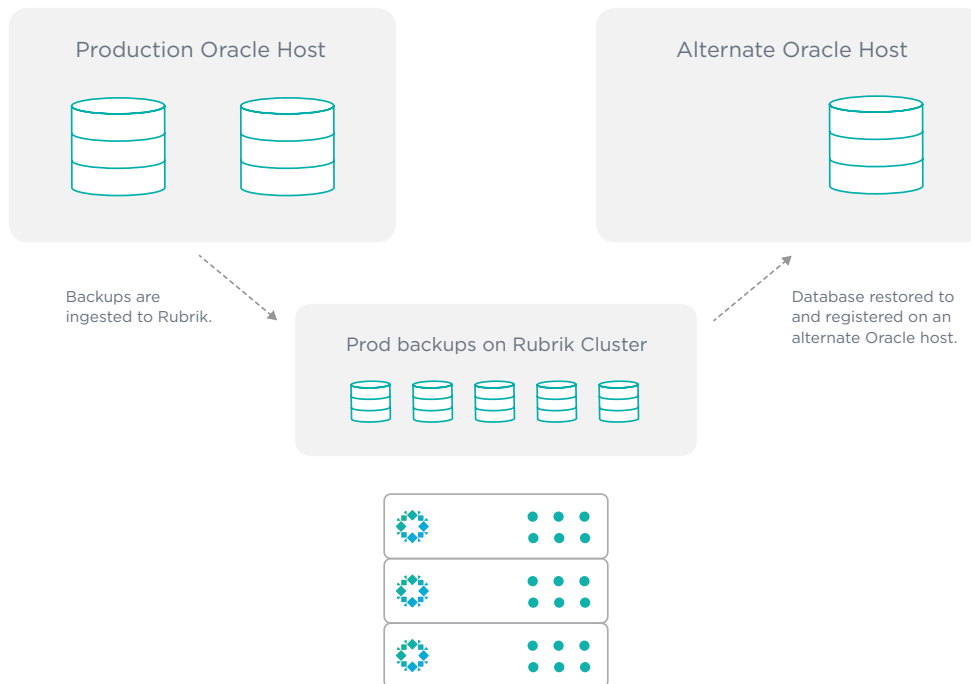 Production Oracle Host
Alternate Oracle Host
Backups are
ingested to Rubrik.
Database restored to
and registered on an
alternate Oracle host.
Prod backups on Rubrik Cluster